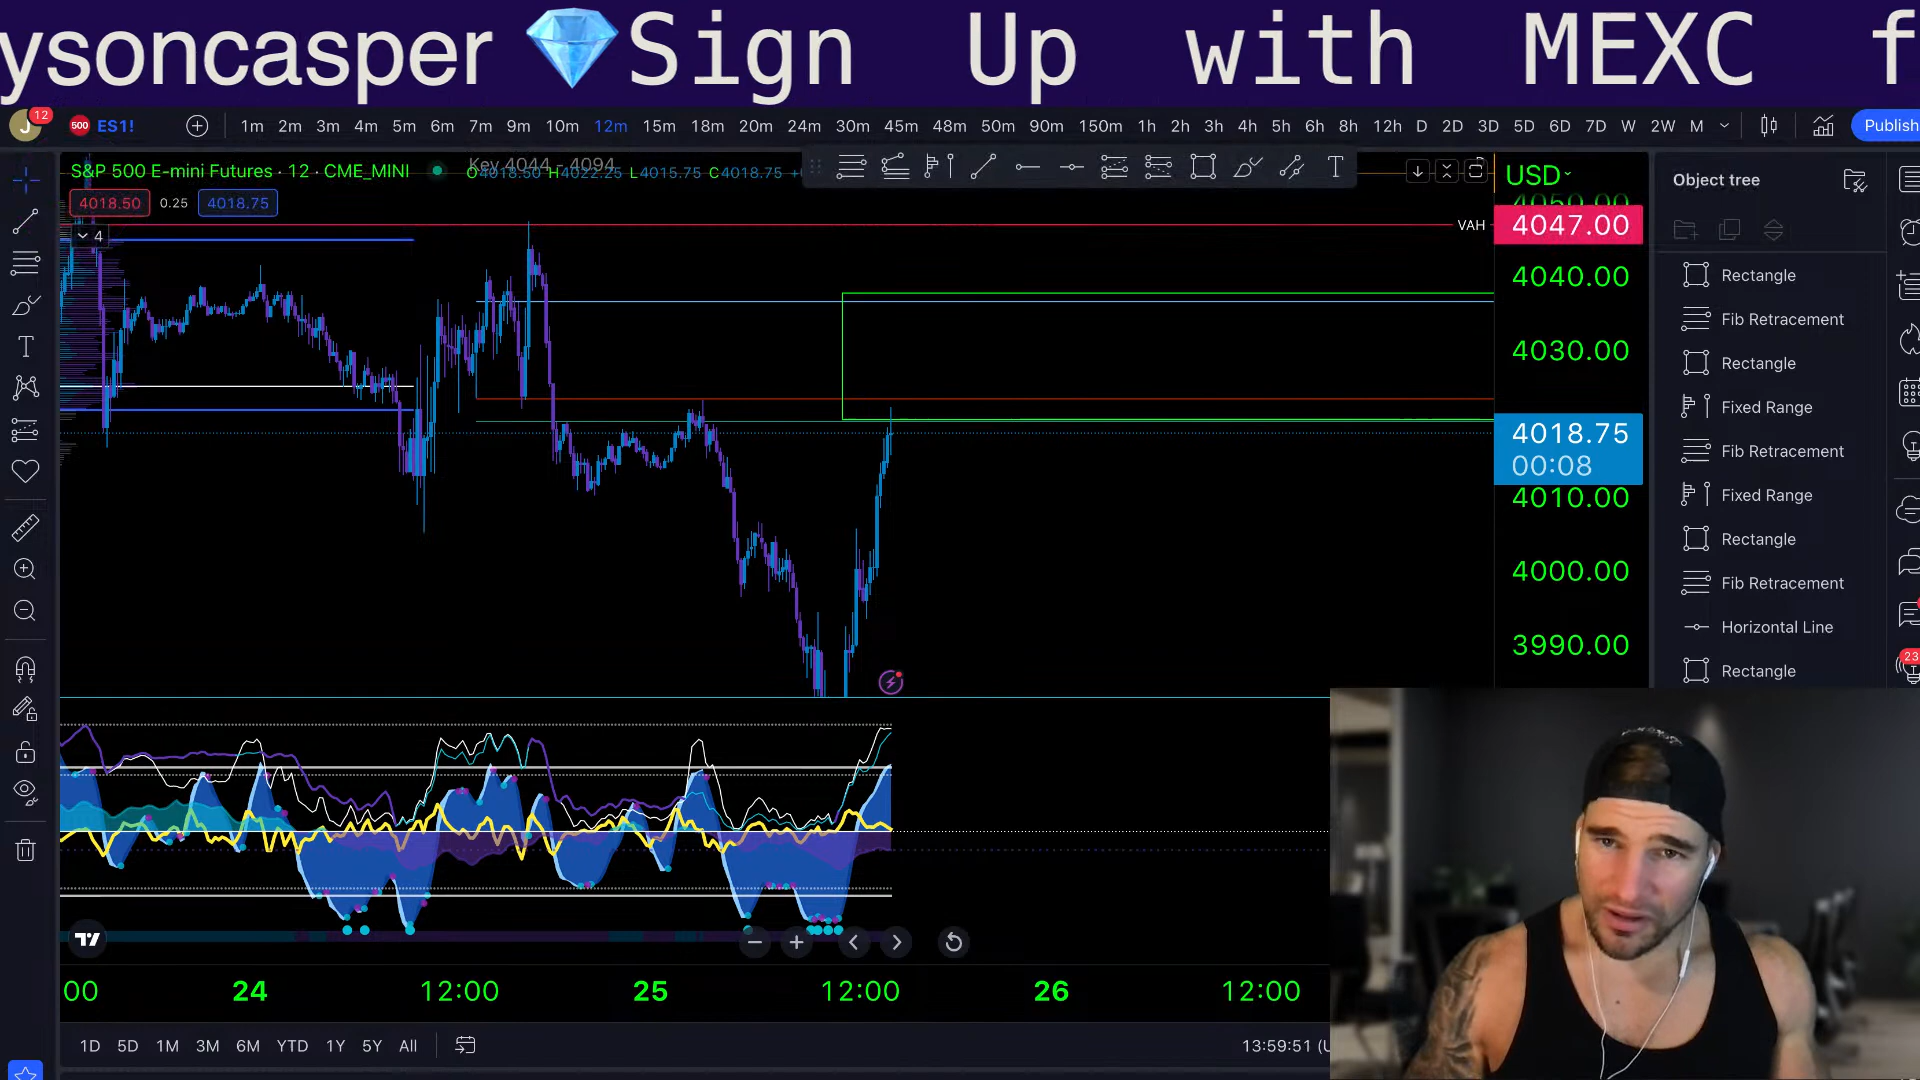 ysoncasper 💎Sign Up with MEXC f
J 12 500 ES1! 1m 2m 3m 4m 5m 6m 7m 9m 10m 12m 15m 18m 20m 24m 30m 45m 48m 50m 90m 150m 1h 2h 3h 4h 5h 6h 8h 12h D 2D 3D 5D 6D 7D W 2W M Publish
Key 4044 - 4094
S&P 500 E-mini Futures · 12 · CME_MINI O4018.50 H4022.25 L4015.75 C4018.75
USD
Object tree
4018.50 0.25 4018.75
4
4050.00
VAH 4047.00
4040.00
4030.00
4018.75
00:08
4010.00
4000.00
3990.00
Rectangle
Fib Retracement
Rectangle
Fixed Range
Fib Retracement
Fixed Range
Rectangle
Fib Retracement
Horizontal Line
Rectangle
23
00 24 12:00 25 12:00 26 12:00
1D 5D 1M 3M 6M YTD 1Y 5Y All 13:59:51 (U